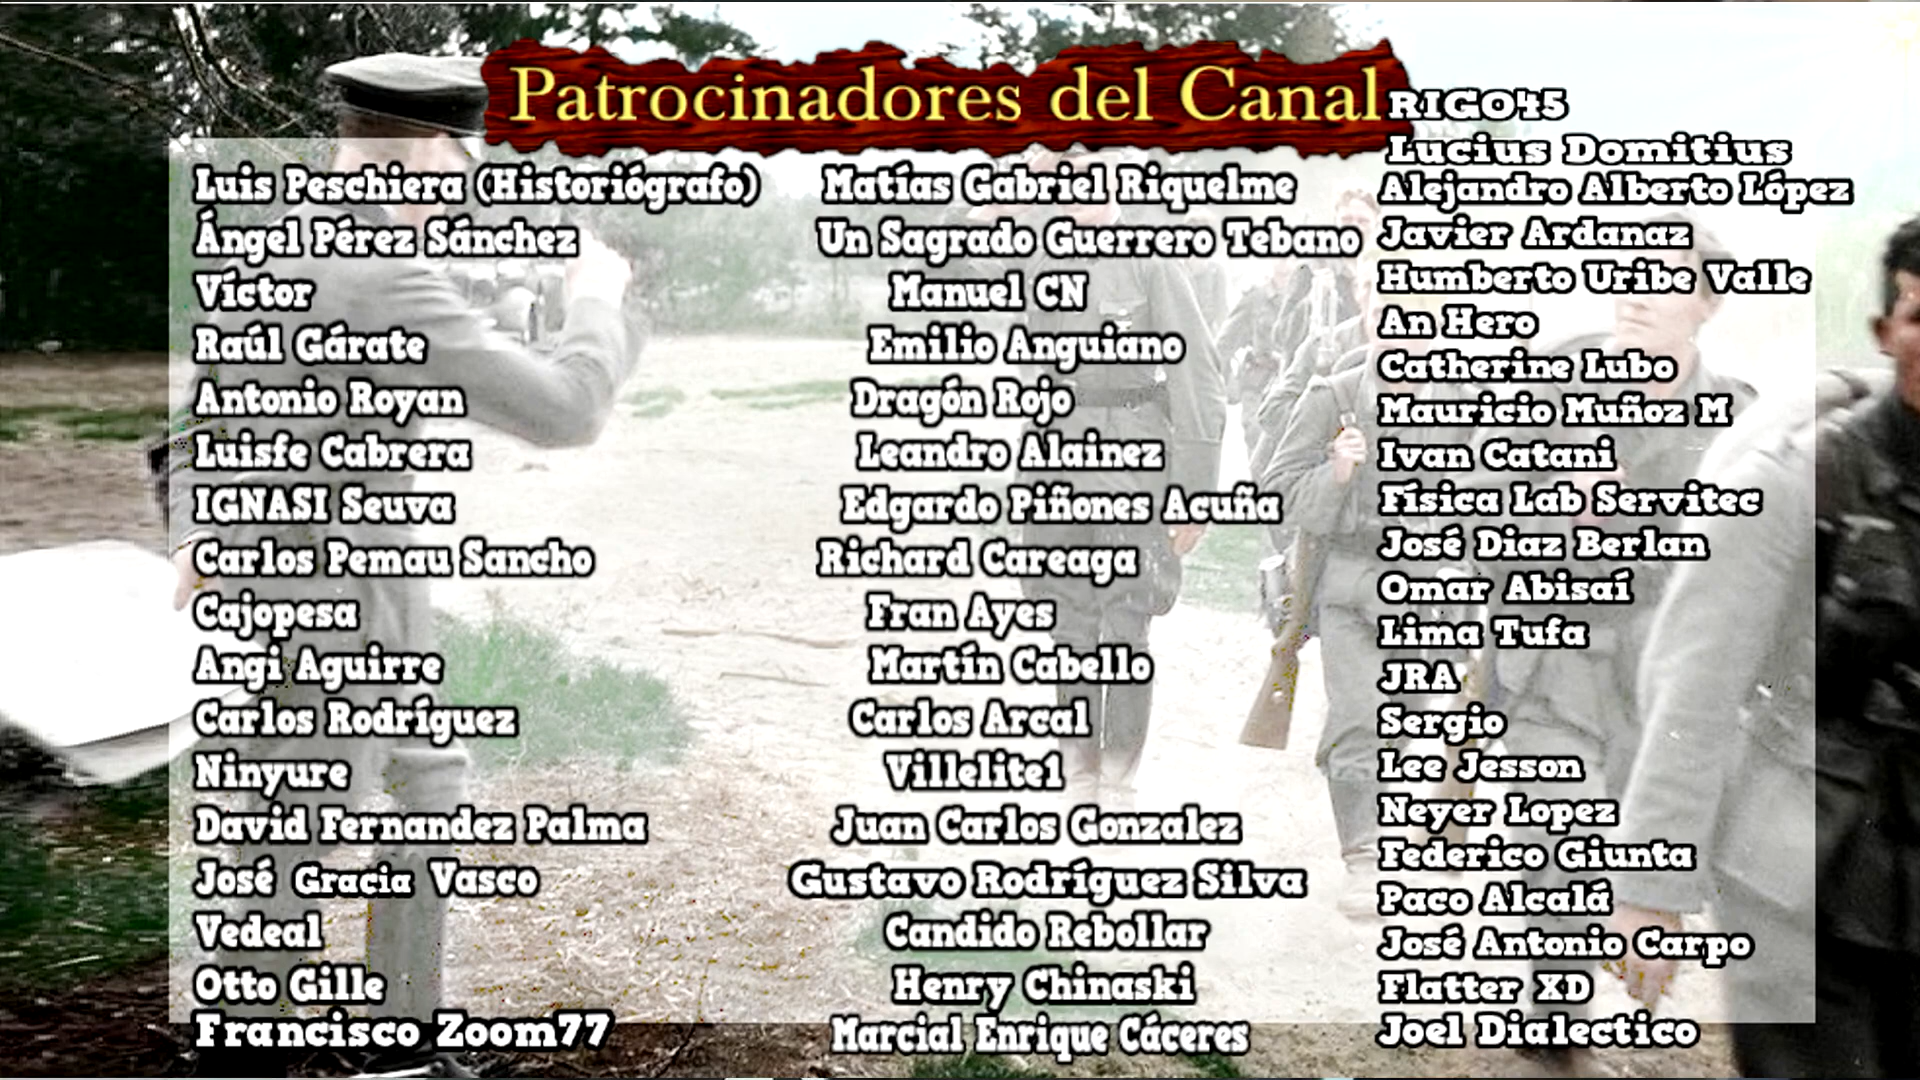 Patrocinadores del Canal
Luis Peschiera (Historiógrafo)
Ángel Pérez Sánchez
Víctor
Raúl Gárate
Antonio Royan
Luisfe Cabrera
IGNASI Seuva
Carlos Pemau Sancho
Cajopesa
Angi Aguirre
Carlos Rodríguez
Ninyure
David Fernandez Palma
José Gracia Vasco
Vedeal
Otto Gille
Francisco Zoom77
Matías Gabriel Riquelme
Un Sagrado Guerrero Tebano
Manuel CN
Emilio Anguiano
Dragón Rojo
Leandro Alainez
Edgardo Piñones Acuña
Richard Careaga
Fran Ayes
Martín Cabello
Carlos Arcal
Villelite1
Juan Carlos Gonzalez
Gustavo Rodríguez Silva
Candido Rebollar
Henry Chinaski
Marcial Enrique Cáceres
RIGO45
Lucius Domitius
Alejandro Alberto López
Javier Ardanaz
Humberto Uribe Valle
An Hero
Catherine Lubo
Mauricio Muñoz M
Ivan Catani
Física Lab Servitec
José Diaz Berlan
Omar Abisaí
Lima Tufa
JRA
Sergio
Lee Jesson
Neyer Lopez
Federico Giunta
Paco Alcalá
José Antonio Carpo
Flatter XD
Joel Dialectico